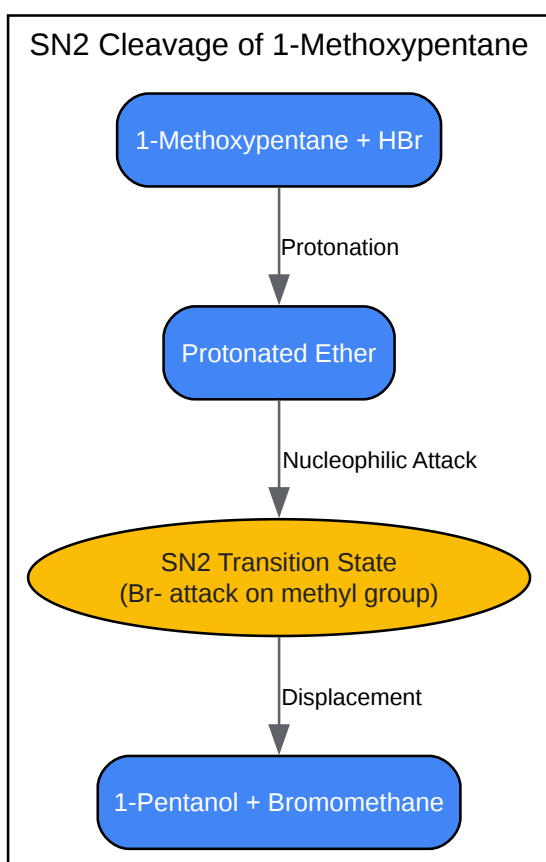 SN2 Cleavage of 1-Methoxypentane
1-Methoxypentane + HBr
Protonation
Protonated Ether
Nucleophilic Attack
SN2 Transition State
(Br- attack on methyl group)
Displacement
1-Pentanol + Bromomethane